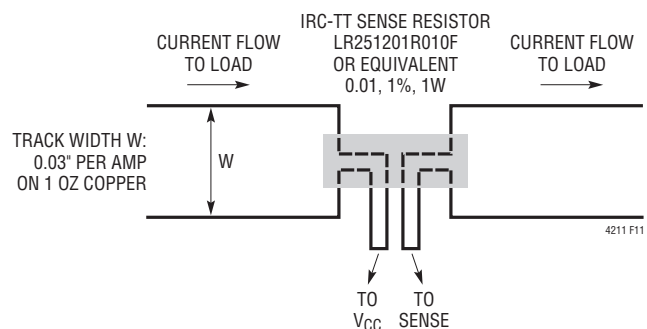 IRC-TT SENSE RESISTOR
LR251201R010F
OR EQUIVALENT
0.01, 1%, 1W
CURRENT FLOW
TO LOAD
CURRENT FLOW
TO LOAD
TRACK WIDTH W:
0.03" PER AMP
ON 1 OZ COPPER
W
4211 F11
TO
VCC
TO
SENSE